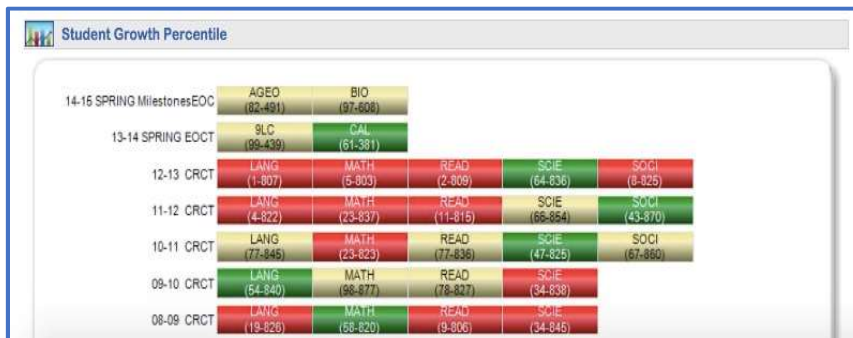 Student Growth Percentile
14-15 SPRING MilestonesEOC AGEO BIO
(82-491) (97-608)
13-14 SPRING EOCT 9LC CAL
(99-439) (61-381)
12-13 CRCT LANG MATH READ SCIE SOCI
(1-807) (5-803) (2-809) (64-836) (8-825)
11-12 CRCT LANG MATH READ SCIE SOCI
(4-822) (23-837) (11-815) (66-854) (43-870)
10-11 CRCT LANG MATH READ SCIE SOCI
(77-845) (23-823) (77-836) (47-825) (67-860)
09-10 CRCT LANG MATH READ SCIE
(54-840) (98-877) (78-827) (34-838)
08-09 CRCT LANG MATH READ SCIE
(19-826) (58-820) (9-806) (34-845)